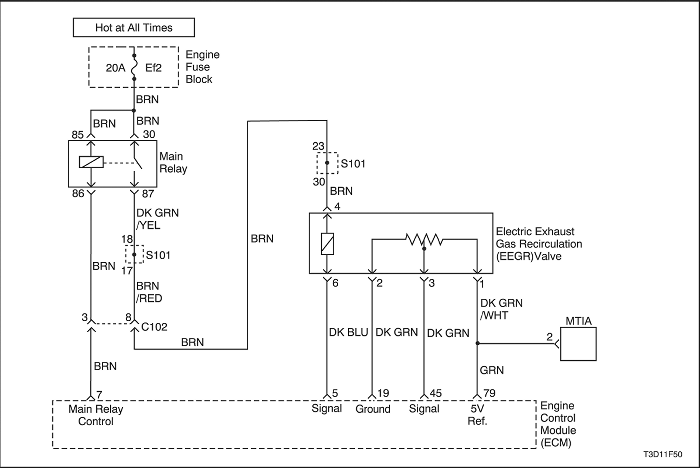 Hot at All Times
20A Ef2
Engine
Fuse
Block
BRN
BRN BRN
85 30
Main
Relay
86 87
DK GRN
/YEL
18
S101
17
BRN
BRN
/RED
3 8
C102
BRN
BRN
BRN
23
S101
30
BRN
4
Electric Exhaust
Gas Recirculation
(EEGR)Valve
6 2 3 1
DK GRN
/WHT
DK BLU DK GRN DK GRN
MTIA
2
GRN
7 5 19 45 79
Main Relay
Control
Signal Ground Signal 5V
Ref.
Engine
Control
Module
(ECM)
T3D11F50